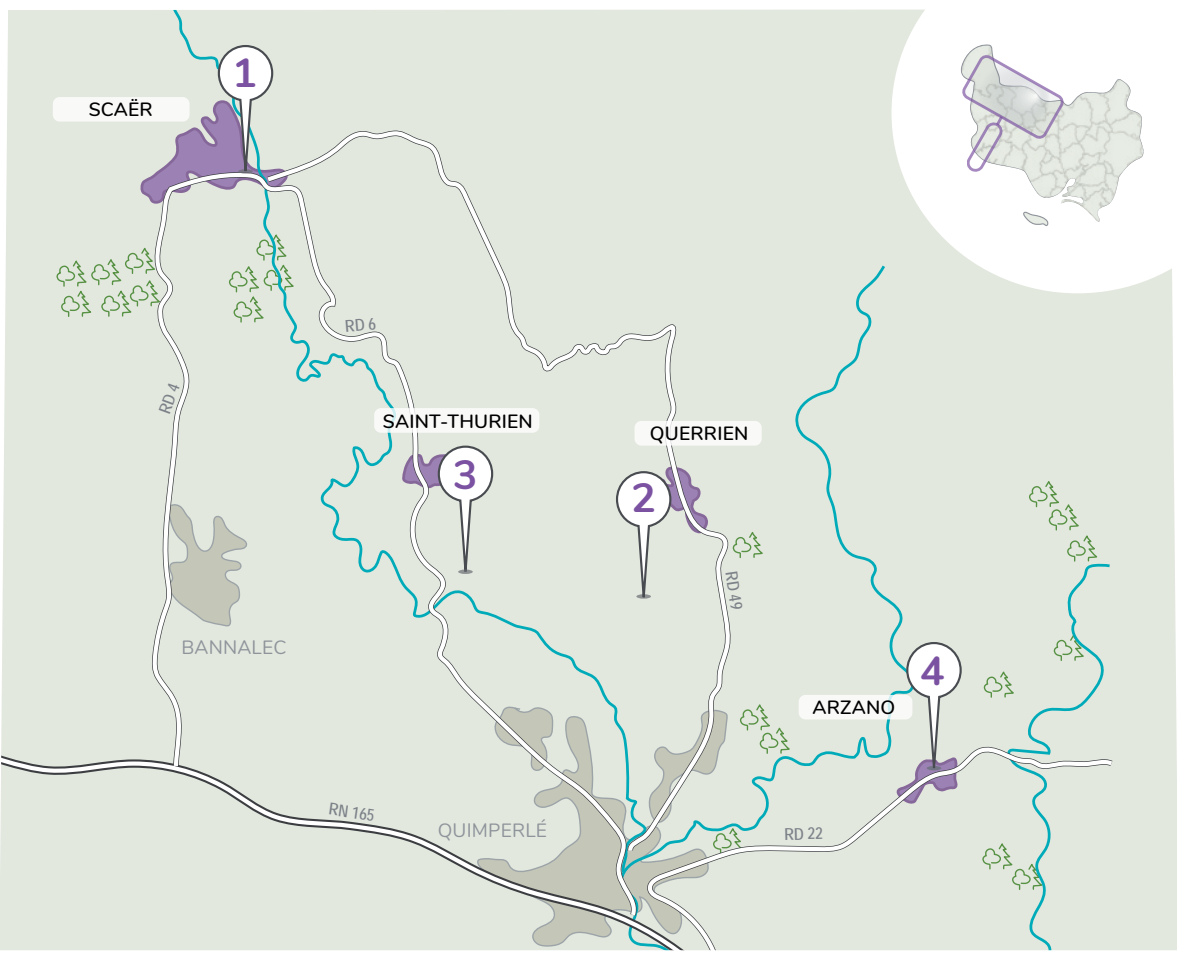 1
SCAËR
RD 6
RD 4
SAINT-THURIEN
QUERRIEN
3
2
RD 49
BANNALEC
4
ARZANO
RN 165
QUIMPERLÉ
RD 22